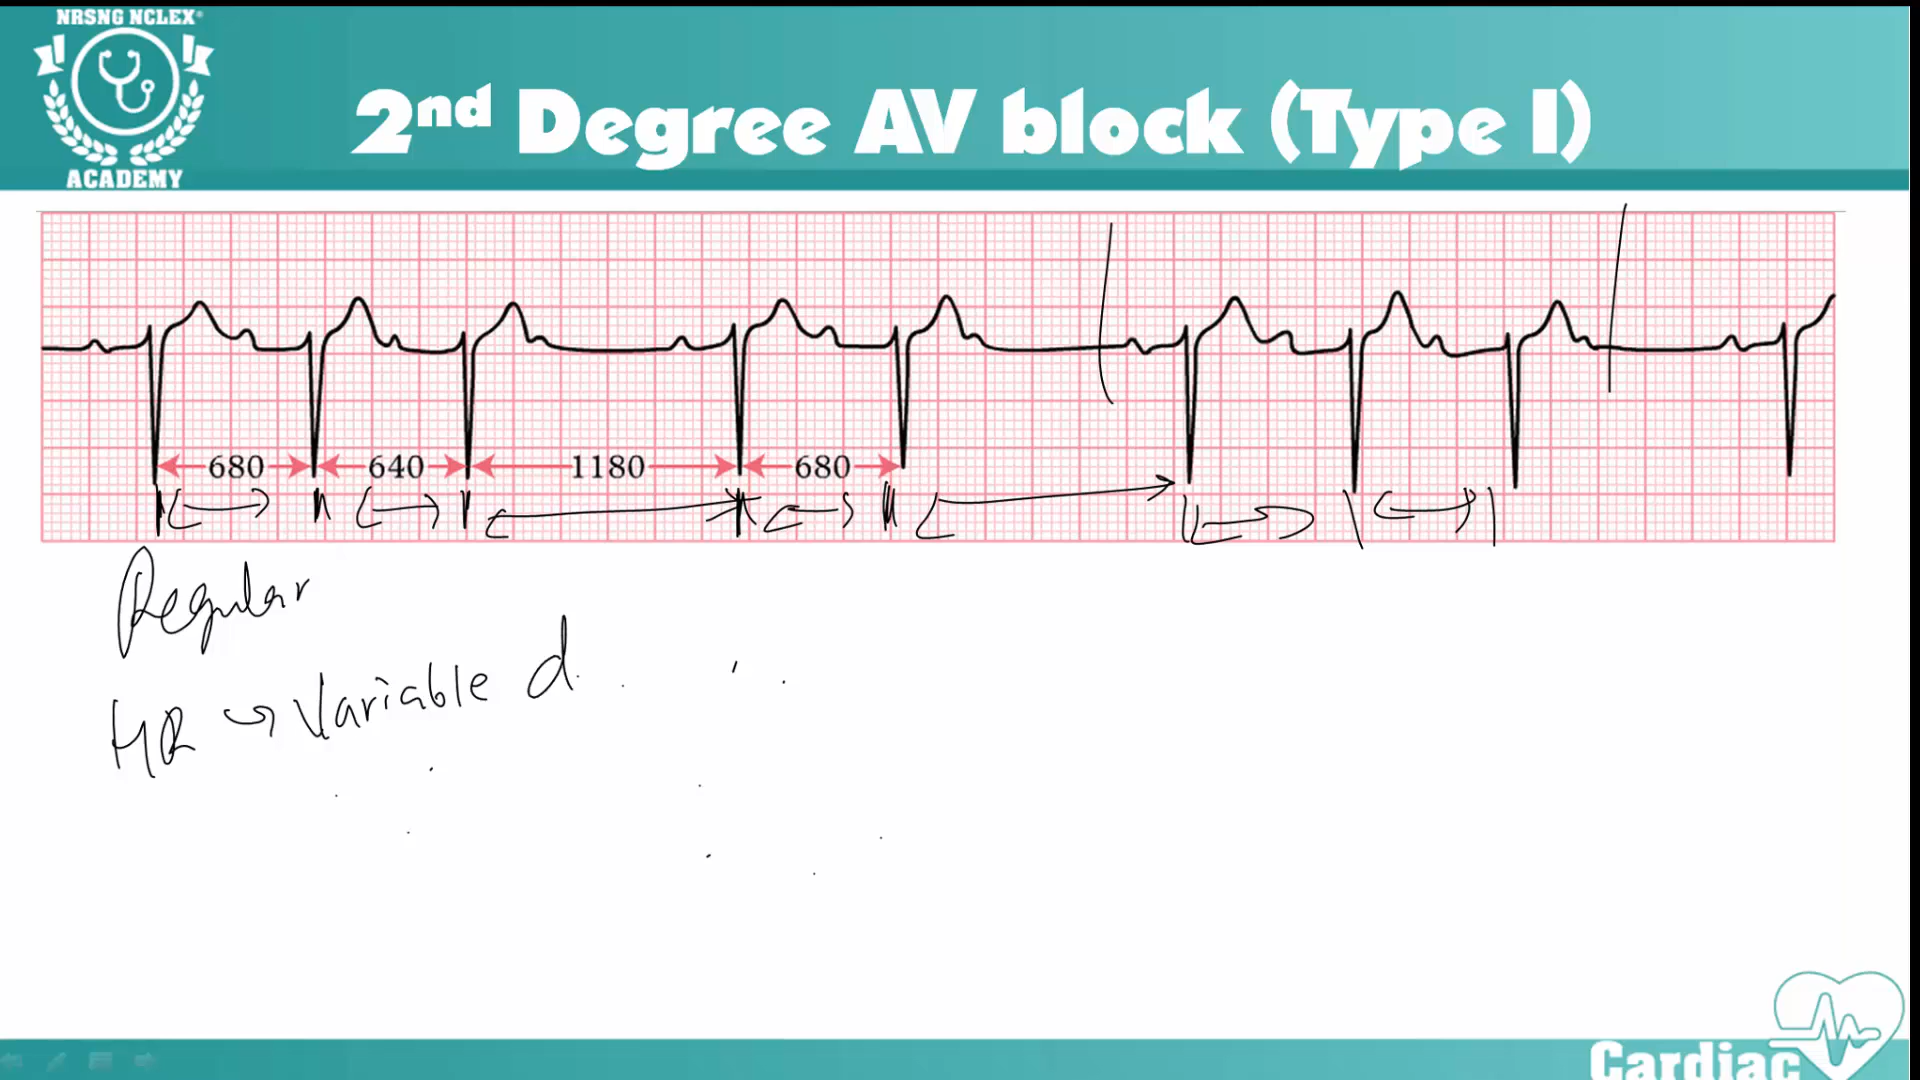 NRSNG NCLEX®
ACADEMY
2nd Degree AV block (Type I)
680 640 1180 680
Regular
HR → Variable d
Cardiac